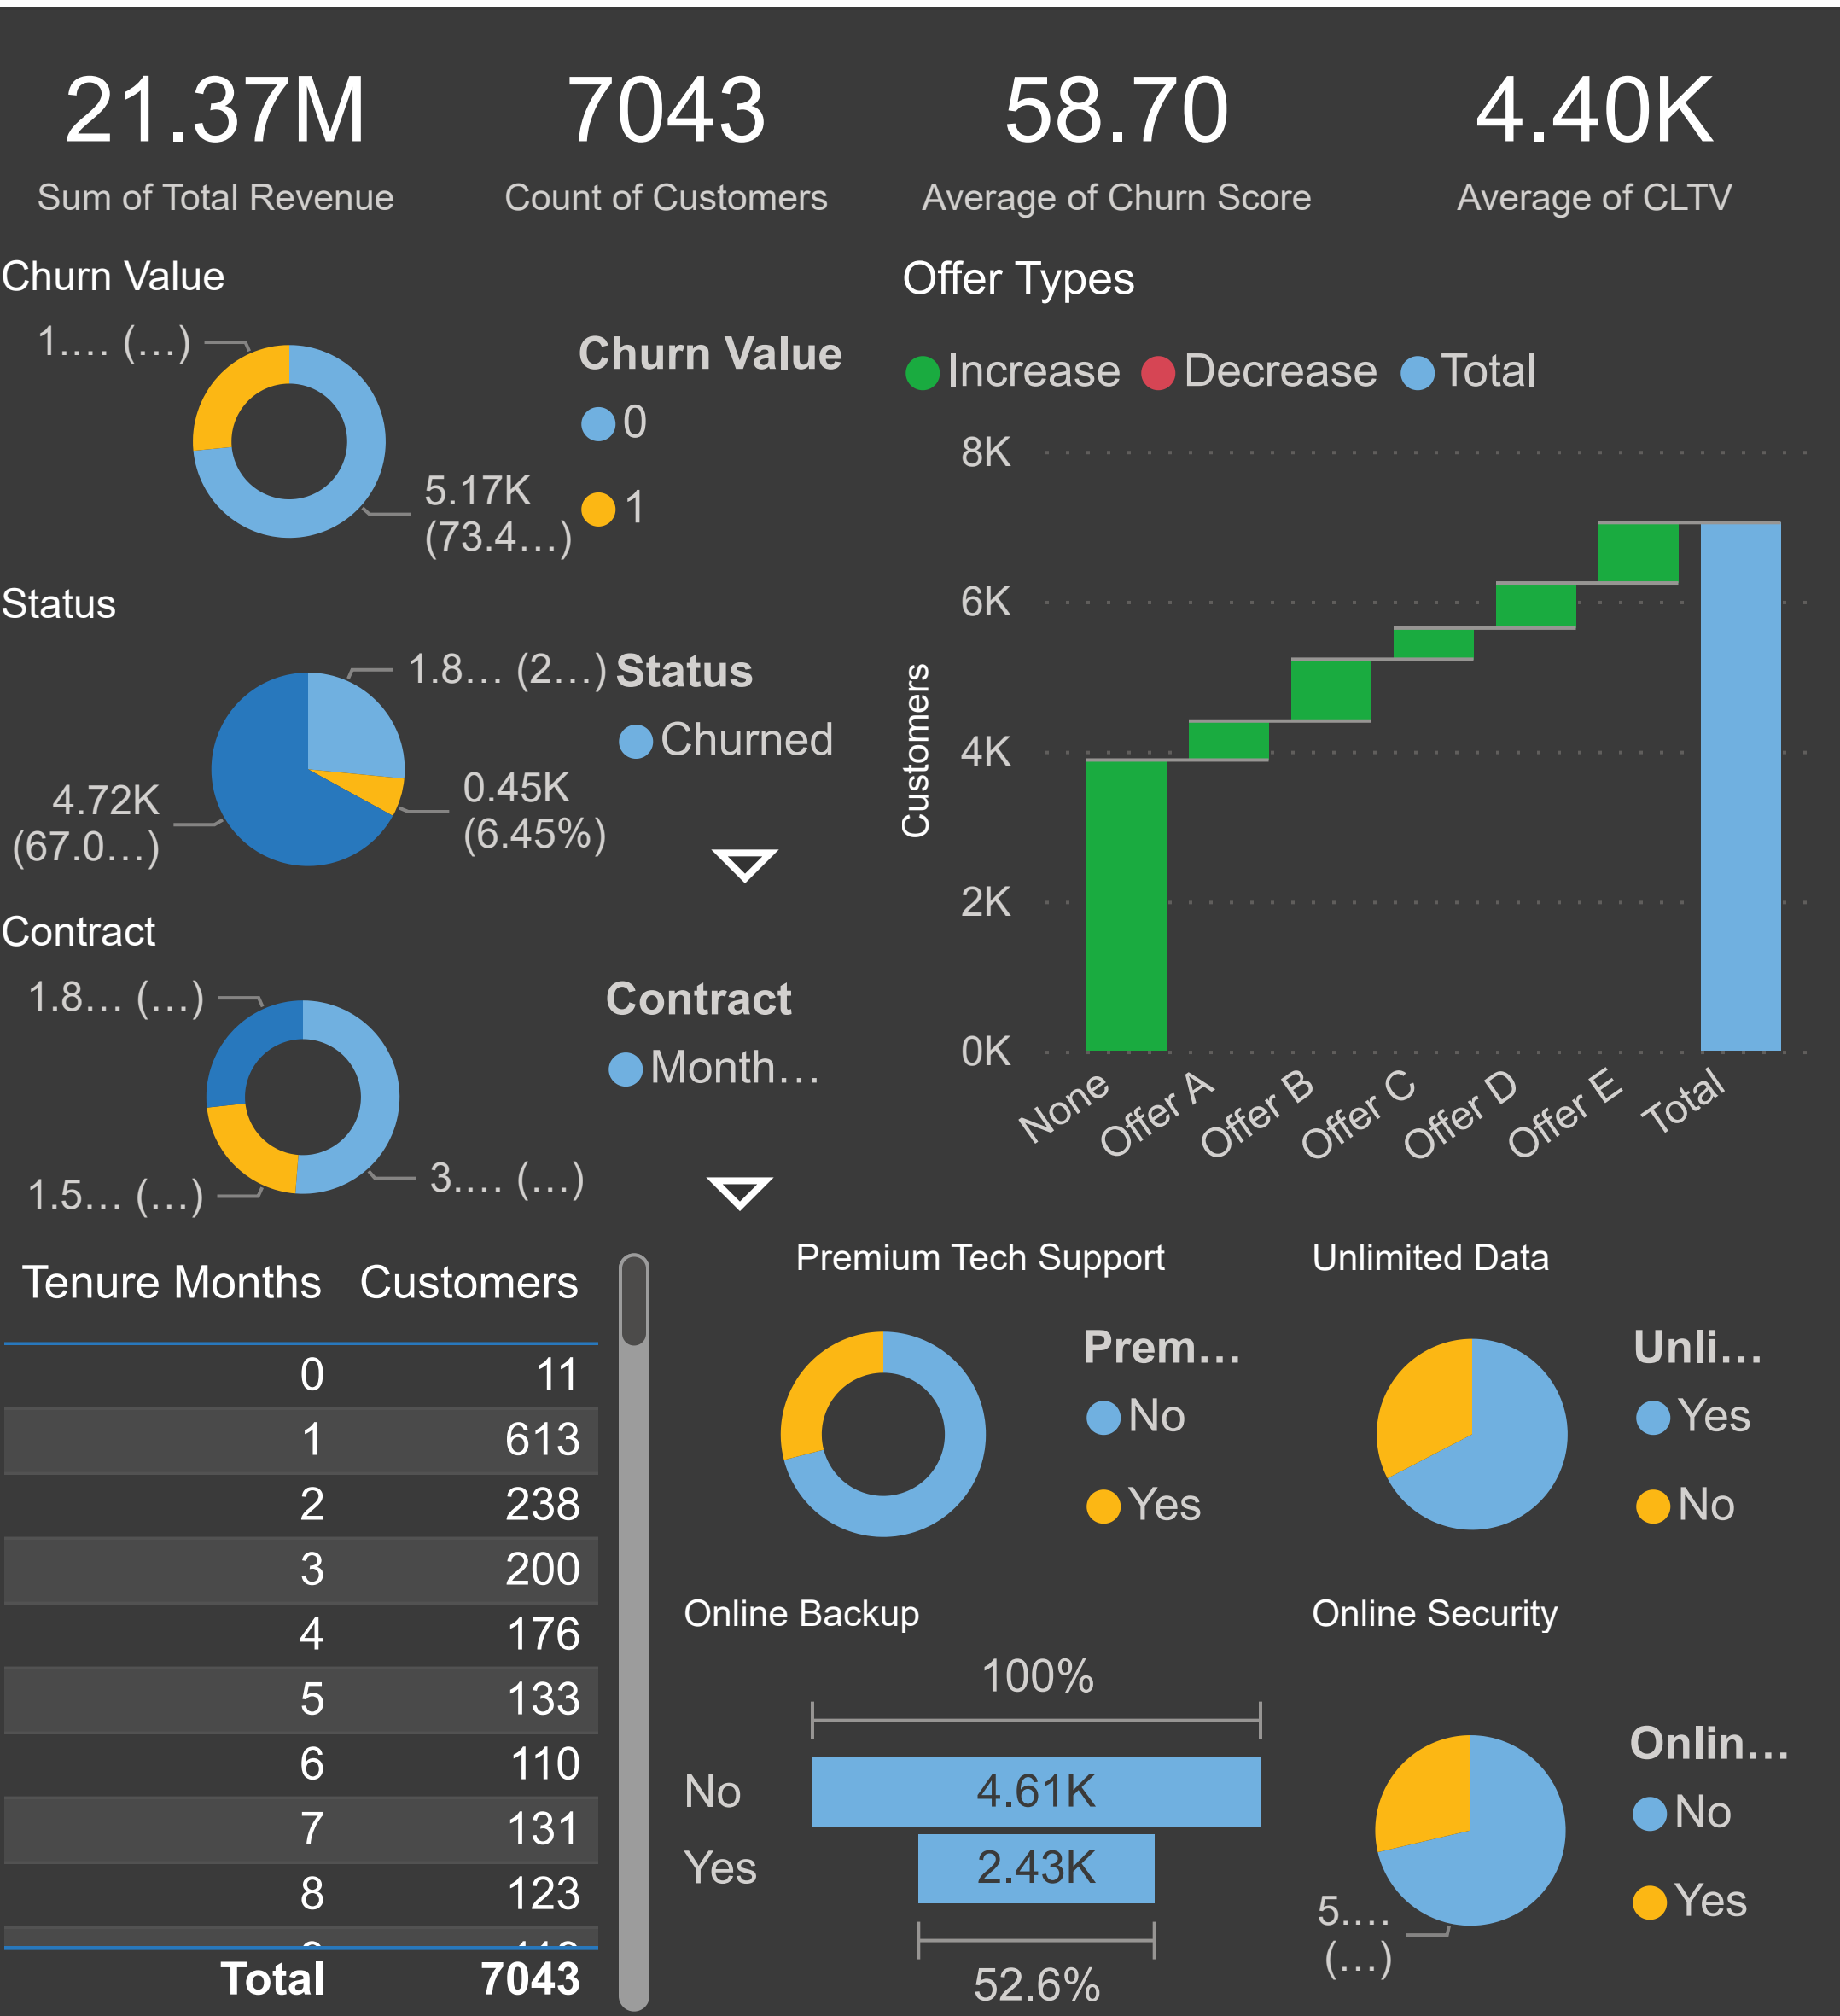 21.37M
Sum of Total Revenue
7043
Count of Customers
58.70
Average of Churn Score
4.40K
Average of CLTV
Churn Value
1.... (...)
5.17K
(73.4...)
Churn Value
0
1
Status
1.8... (2...)
0.45K
(6.45%)
4.72K
(67.0...)
Status
Churned
Contract
1.8... (...)
1.5... (...)
3.... (...)
Contract
Month...
Offer Types
Increase Decrease Total
Customers
8K
6K
4K
2K
0K
None
Offer A
Offer B
Offer C
Offer D
Offer E
Total
Tenure Months Customers
0 11
1 613
2 238
3 200
4 176
5 133
6 110
7 131
8 123
Total 7043
Premium Tech Support
Prem...
No
Yes
Unlimited Data
Unli...
Yes
No
Online Backup
100%
No 4.61K
Yes 2.43K
52.6%
Online Security
5....
(...)
Onlin...
No
Yes